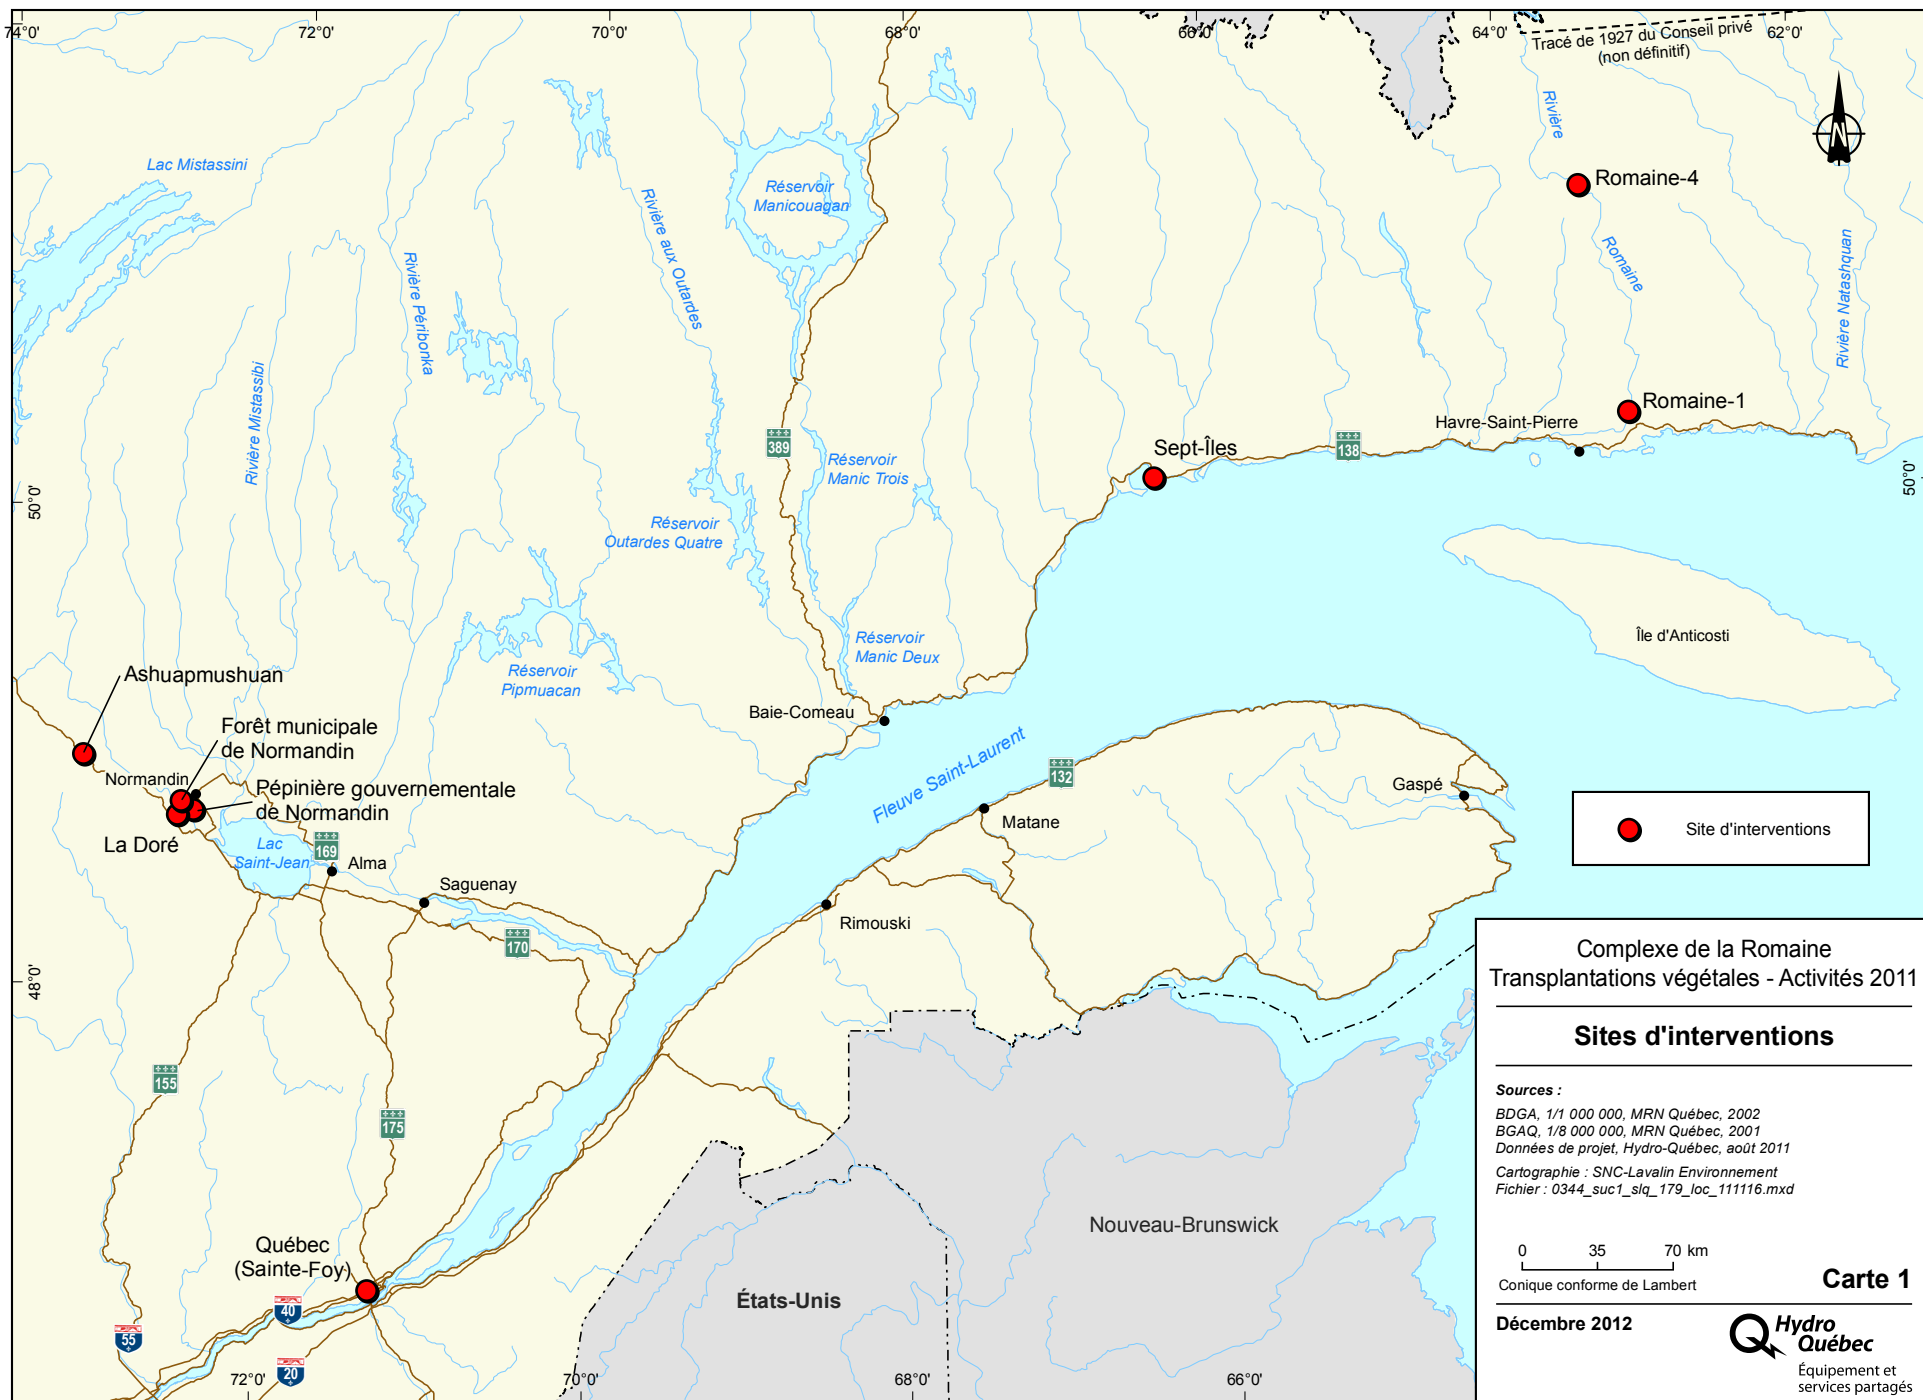 74°0'
72°0'
70°0'
68°0'
66°0'
64°0'
62°0'
Tracé de 1927 du Conseil privé
(non définitif)
N
Lac Mistassini
Réservoir
Manicouagan
Rivière
Romaine
Romaine-4
Rivière aux Outardes
Rivière Péribonka
Rivière Mistassibi
Rivière Natashquan
Romaine-1
Havre-Saint-Pierre
Sept-Îles
138
389
Réservoir
Manic Trois
50°0'
50°0'
Réservoir
Outardes Quatre
Réservoir
Manic Deux
Île d'Anticosti
Réservoir
Pipmuacan
Ashuapmushuan
Forêt municipale
de Normandin
Baie-Comeau
Fleuve Saint-Laurent
132
Normandin
Pépinière gouvernementale
de Normandin
La Doré
Lac
Saint-Jean
169
Alma
Saguenay
170
Matane
Gaspé
Rimouski
48°0'
155
175
Québec
(Sainte-Foy)
40
55
20
États-Unis
Nouveau-Brunswick
72°0'
70°0'
68°0'
66°0'
Site d'interventions
Complexe de la Romaine
Transplantations végétales - Activités 2011
Sites d'interventions
Sources :
BDGA, 1/1 000 000, MRN Québec, 2002
BGAQ, 1/8 000 000, MRN Québec, 2001
Données de projet, Hydro-Québec, août 2011
Cartographie : SNC-Lavalin Environnement
Fichier : 0344_suc1_slq_179_loc_111116.mxd
0 35 70 km
Conique conforme de Lambert
Carte 1
Décembre 2012
Hydro
Québec
Équipement et
services partagés